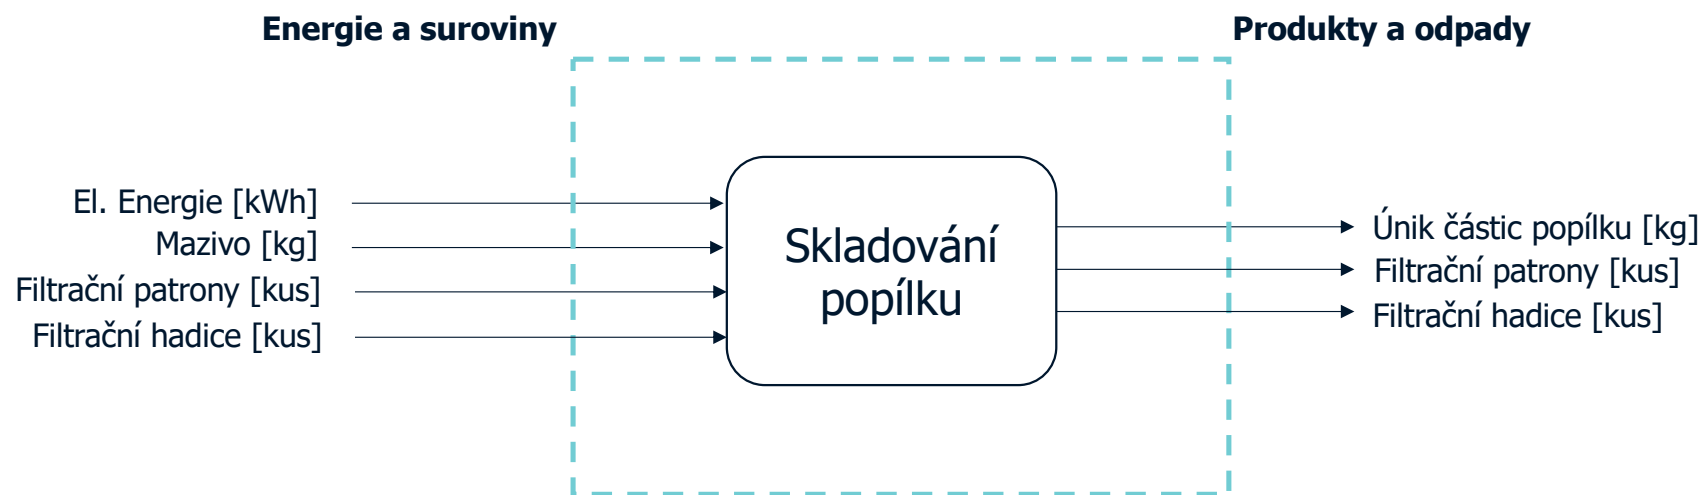 Energie a suroviny
Produkty a odpady
El. Energie [kWh]
Mazivo [kg]
Filtrační patrony [kus]
Filtrační hadice [kus]
Skladování
popílku
Únik částic popílku [kg]
Filtrační patrony [kus]
Filtrační hadice [kus]